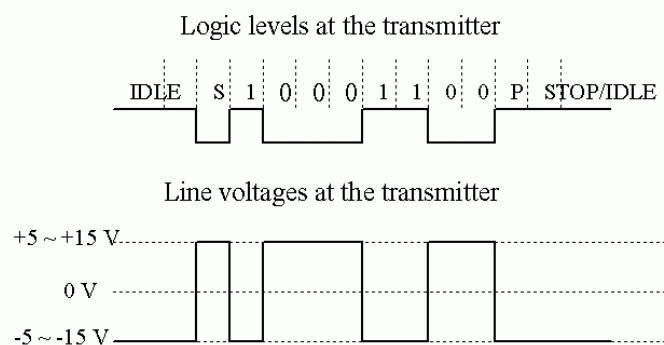 Logic levels at the transmitter
IDLE S 1 0 0 0 1 1 0 0 P STOP/IDLE
Line voltages at the transmitter
+5 ~ +15 V
0 V
-5 ~ -15 V